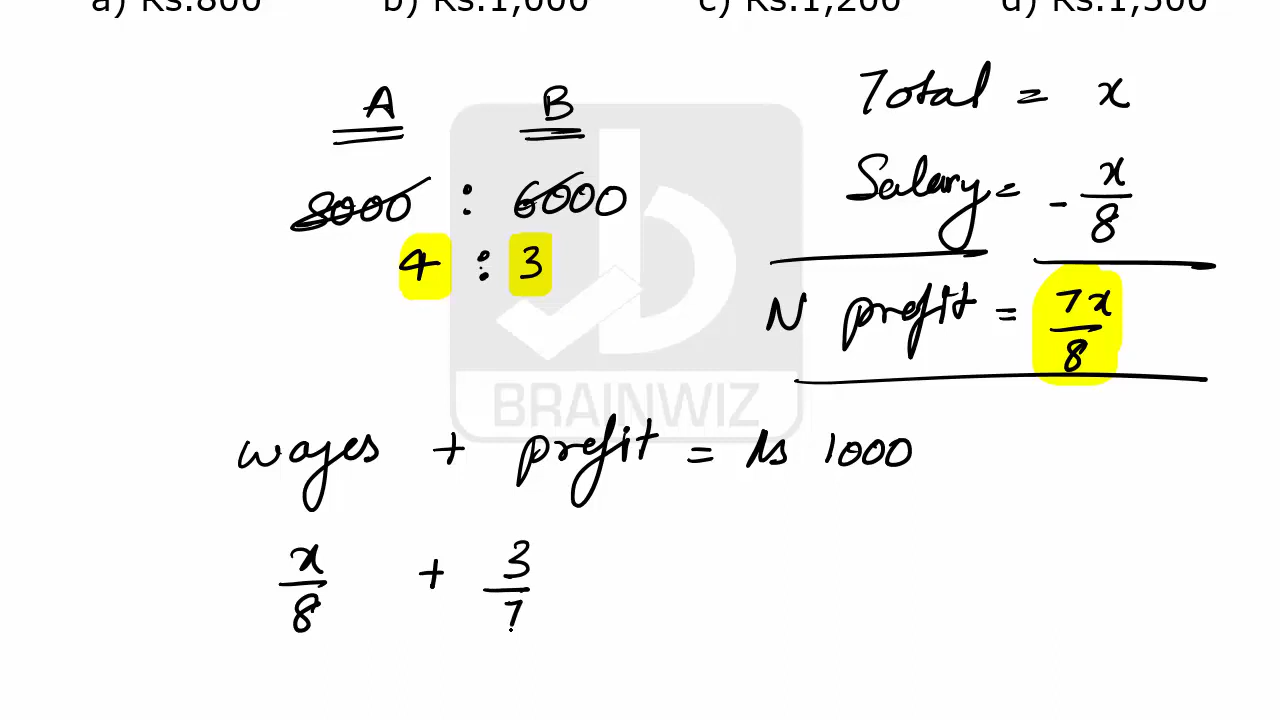 a) Rs.800 b) Rs.1,000 c) Rs.1,200 d) Rs.1,500
A B
8000 : 6000
4 : 3
Total = x
Salary = - x/8
N profit = 7x/8
BRAINWIZ
wages + profit = Rs 1000
x/8 + 3/7